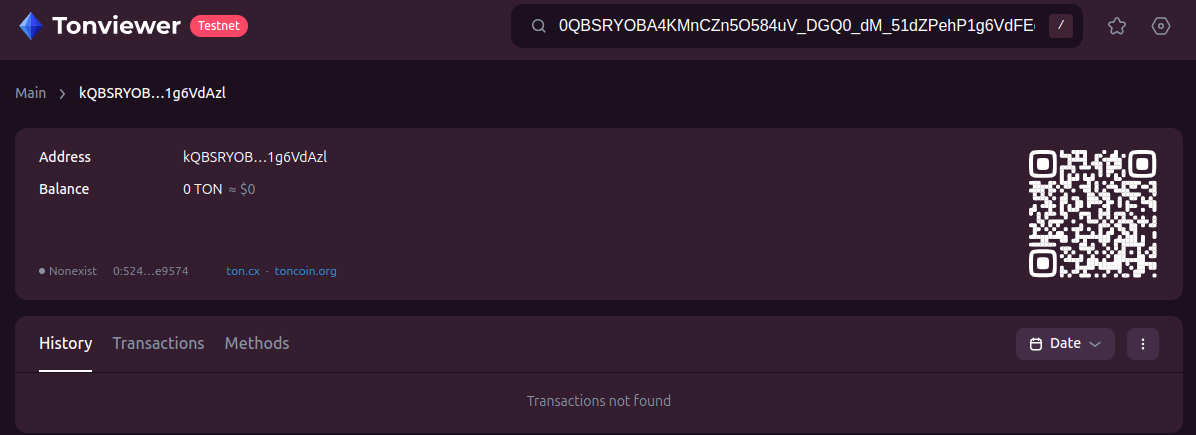 Tonviewer Testnet 0QBSRYOBA4KMnCZn5O584uV_DGQ0_dM_51dZPehP1g6VdFE /
Main > kQBSRYOB…1g6VdAzl
Address kQBSRYOB…1g6VdAzl
Balance 0 TON ≈ $0
Nonexist 0:524…e9574 ton.cx · toncoin.org
History Transactions Methods Date
Transactions not found